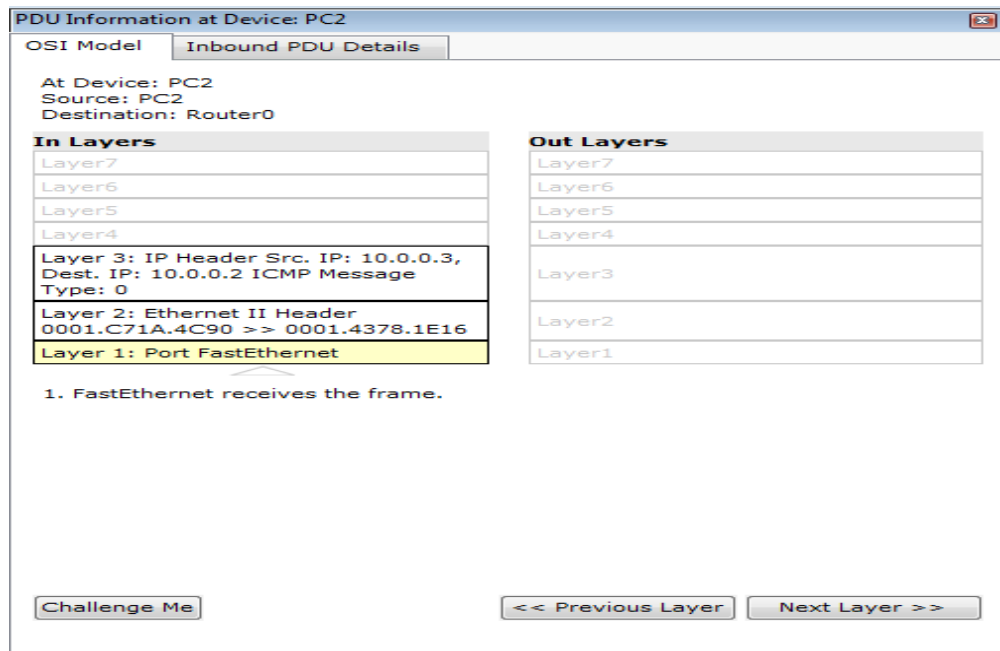 PDU Information at Device: PC2
OSI Model
Inbound PDU Details
At Device: PC2
Source: PC2
Destination: Router0
In Layers
Layer7
Layer6
Layer5
Layer4
Layer 3: IP Header Src. IP: 10.0.0.3,
Dest. IP: 10.0.0.2 ICMP Message
Type: 0
Layer 2: Ethernet II Header
0001.C71A.4C90 >> 0001.4378.1E16
Layer 1: Port FastEthernet
Out Layers
Layer7
Layer6
Layer5
Layer4
Layer3
Layer2
Layer1
1. FastEthernet receives the frame.
Challenge Me
<< Previous Layer
Next Layer >>